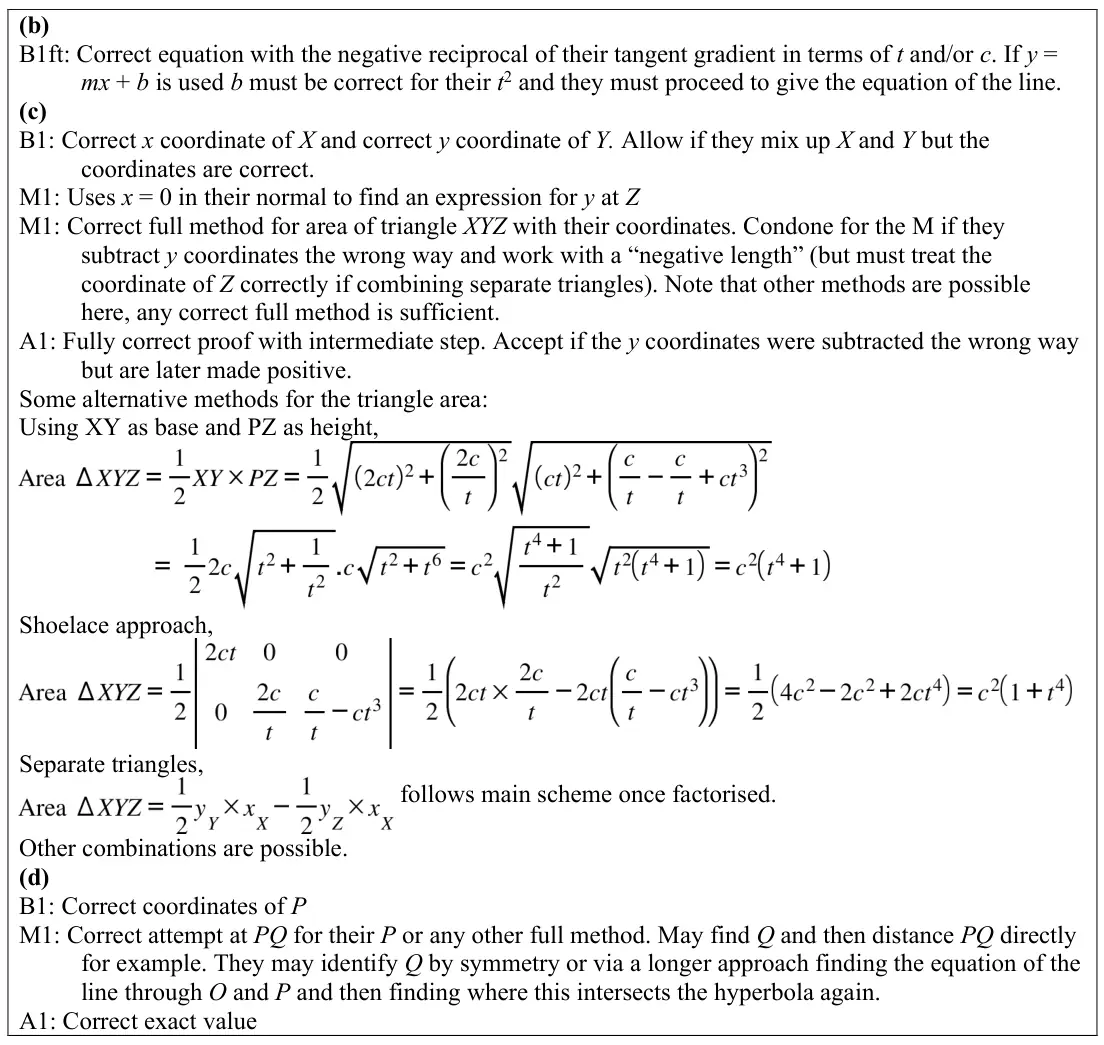 (b)
B1ft: Correct equation with the negative reciprocal of their tangent gradient in terms of t and/or c. If y =
mx + b is used b must be correct for their t² and they must proceed to give the equation of the line.
(c)
B1: Correct x coordinate of X and correct y coordinate of Y. Allow if they mix up X and Y but the
coordinates are correct.
M1: Uses x = 0 in their normal to find an expression for y at Z
M1: Correct full method for area of triangle XYZ with their coordinates. Condone for the M if they
subtract y coordinates the wrong way and work with a “negative length” (but must treat the
coordinate of Z correctly if combining separate triangles). Note that other methods are possible
here, any correct full method is sufficient.
A1: Fully correct proof with intermediate step. Accept if the y coordinates were subtracted the wrong way
but are later made positive.
Some alternative methods for the triangle area:
Using XY as base and PZ as height,
Area Δ XYZ = 1/2 XY × PZ = 1/2 √((2ct)² + (2c/t)²) √((ct)² + (c/t − c/t + ct³)²)
= 1/2 2c √(t² + 1/t²) .c √(t² + t⁶) = c² √((t⁴ + 1)/t²) √(t²(t⁴ + 1)) = c²(t⁴ + 1)
Shoelace approach,
Area Δ XYZ = 1/2 |2ct 0 0; 0 2c/t c/t − ct³| = 1/2 (2ct × 2c/t − 2ct(c/t − ct³)) = 1/2 (4c² − 2c² + 2ct⁴) = c²(1 + t⁴)
Separate triangles,
Area Δ XYZ = 1/2 y_Y × x_X − 1/2 y_Z × x_X follows main scheme once factorised.
Other combinations are possible.
(d)
B1: Correct coordinates of P
M1: Correct attempt at PQ for their P or any other full method. May find Q and then distance PQ directly
for example. They may identify Q by symmetry or via a longer approach finding the equation of the
line through O and P and then finding where this intersects the hyperbola again.
A1: Correct exact value